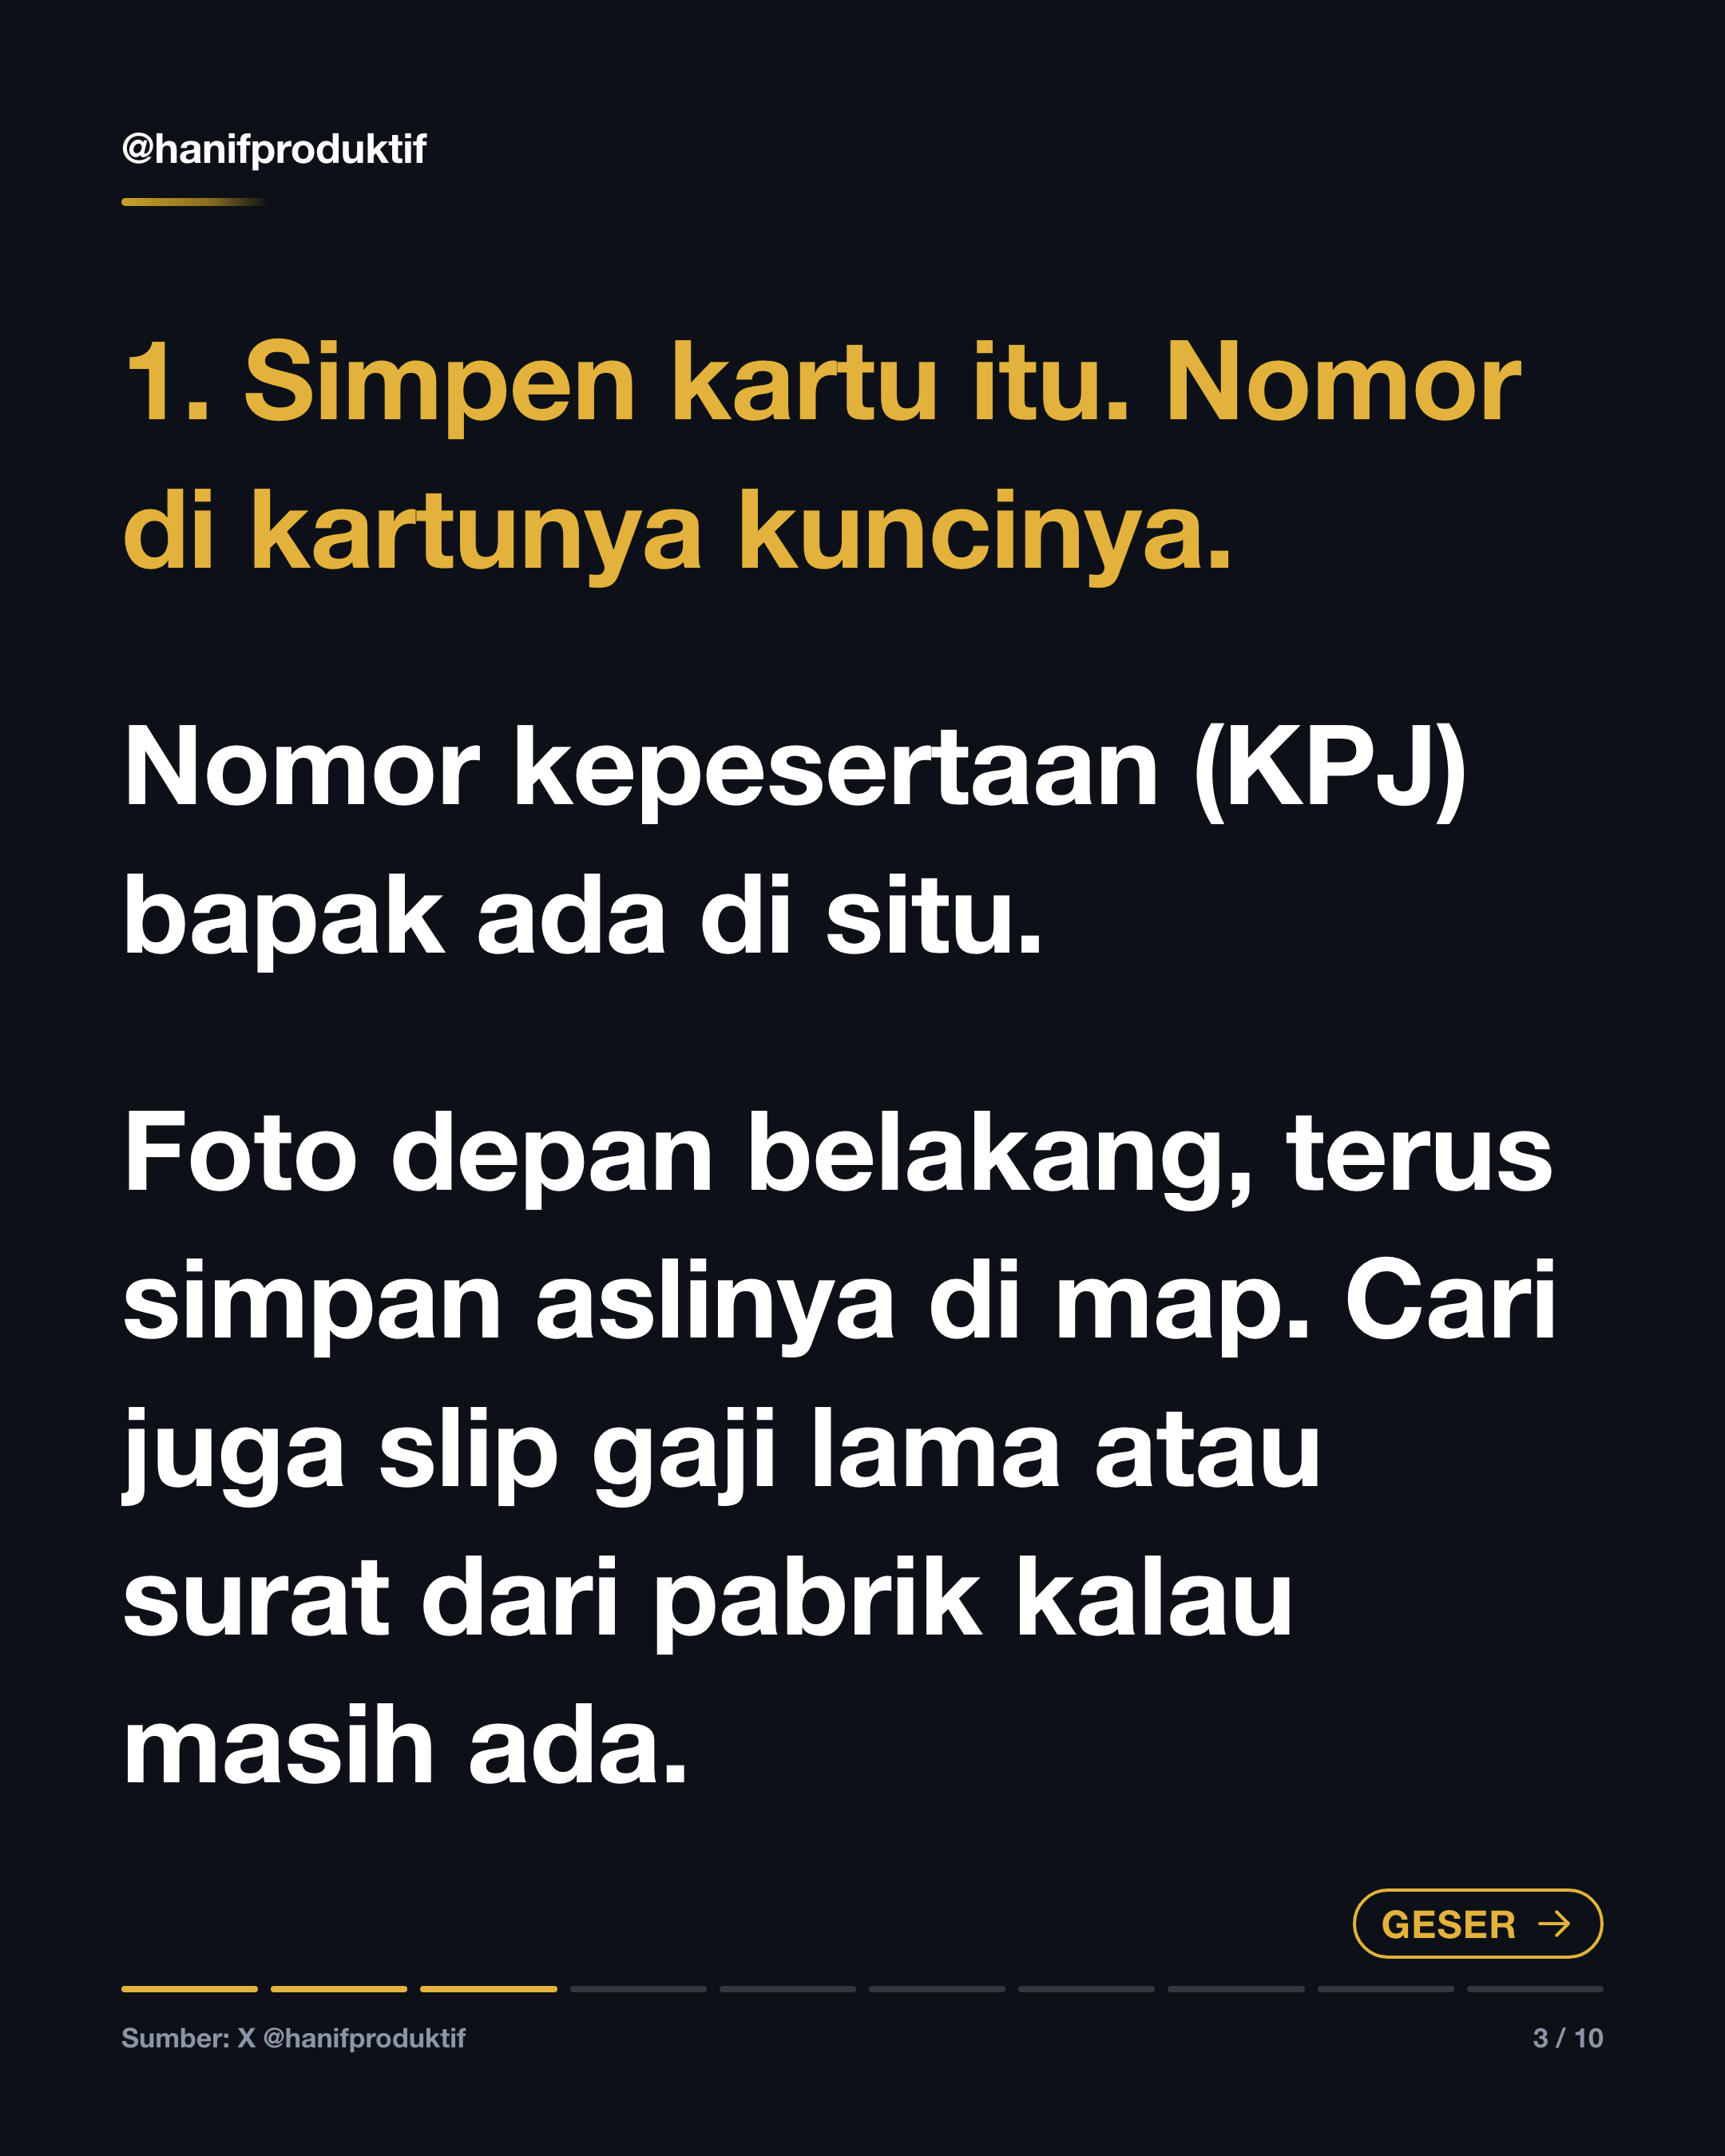 @hanifproduktif
1. Simpen kartu itu. Nomor
di kartunya kuncinya.
Nomor kepesertaan (KPJ)
bapak ada di situ.
Foto depan belakang, terus
simpan aslinya di map. Cari
juga slip gaji lama atau
surat dari pabrik kalau
masih ada.
GESER →
Sumber: X @hanifproduktif
3 / 10